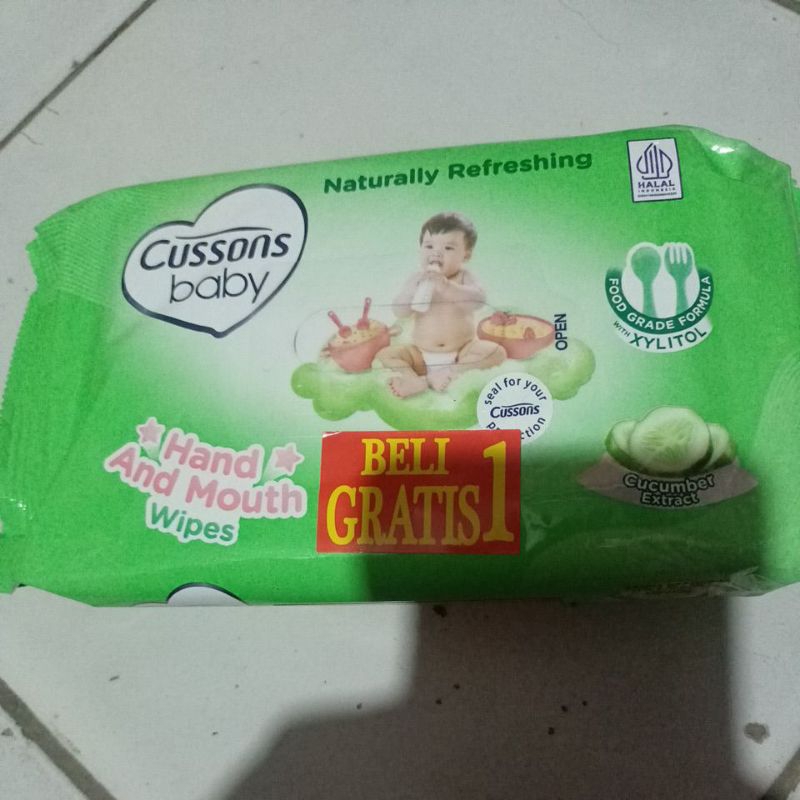 Naturally Refreshing
HALAL
INDONESIA
Cussons
baby
OPEN
FOOD GRADE FORMULA
WITH XYLITOL
seal for your
Cussons
Hand
And Mouth
Wipes
BELI
GRATIS 1
Cucumber
Extract